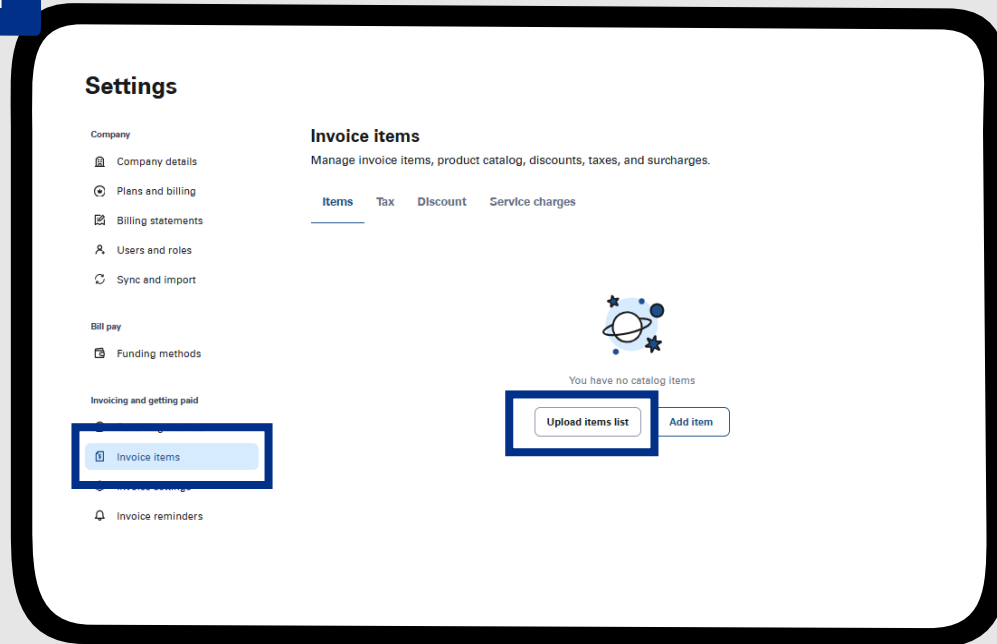 Settings
Company
Company details
Plans and billing
Billing statements
Users and roles
Sync and import
Bill pay
Funding methods
Invoicing and getting paid
Invoice items
Invoice reminders
Invoice items
Manage invoice items, product catalog, discounts, taxes, and surcharges.
Items Tax Discount Service charges
You have no catalog items
Upload items list Add item